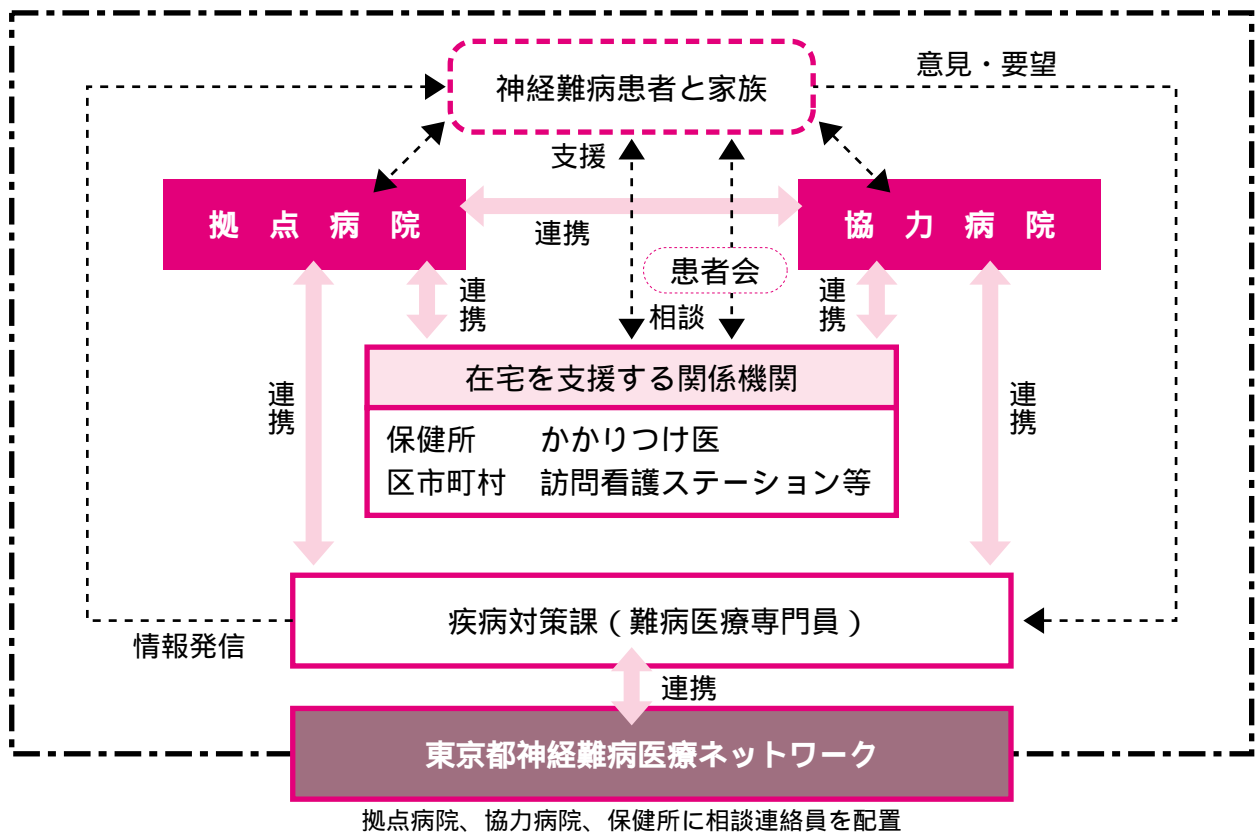 神経難病患者と家族
意見・要望
支援
拠点病院
連携
協力病院
患者会
連携
連携
相談
在宅を支援する関係機関
連携
連携
保健所 かかりつけ医
区市町村 訪問看護ステーション等
疾病対策課(難病医療専門員)
情報発信
連携
東京都神経難病医療ネットワーク
拠点病院、協力病院、保健所に相談連絡員を配置